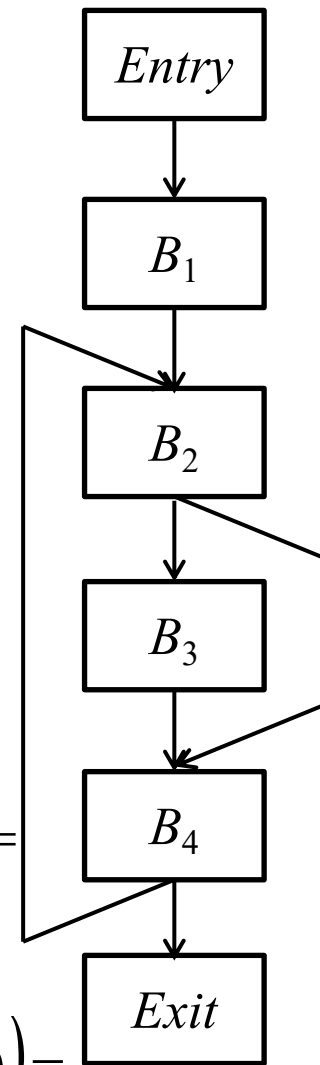 Entry
B₁
B₂
B₃
=
B₄
Exit
)) –